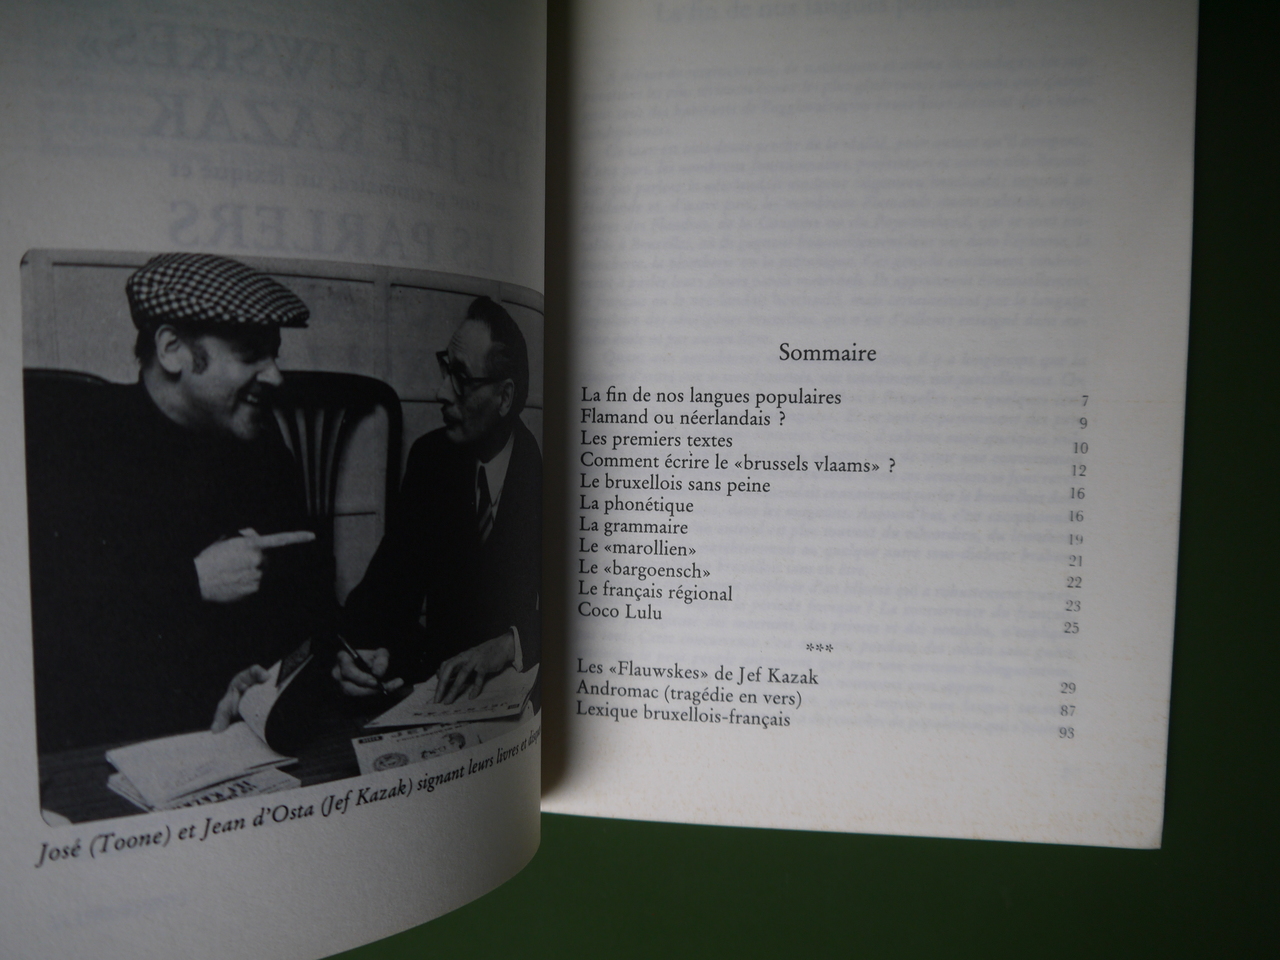 José (Toone) et Jean d'Osta (Jef Kazak) signant leurs livres et
Sommaire
La fin de nos langues populaires 7
Flamand ou néerlandais ? 9
Les premiers textes 10
Comment écrire le «brussels vlaams» ? 12
Le bruxellois sans peine 16
La phonétique 16
La grammaire 19
Le «marollien» 21
Le «bargoensch» 22
Le français régional 23
Coco Lulu 25
***
Les «Flauwskes» de Jef Kazak 29
Andromac (tragédie en vers) 87
Lexique bruxellois-français 93